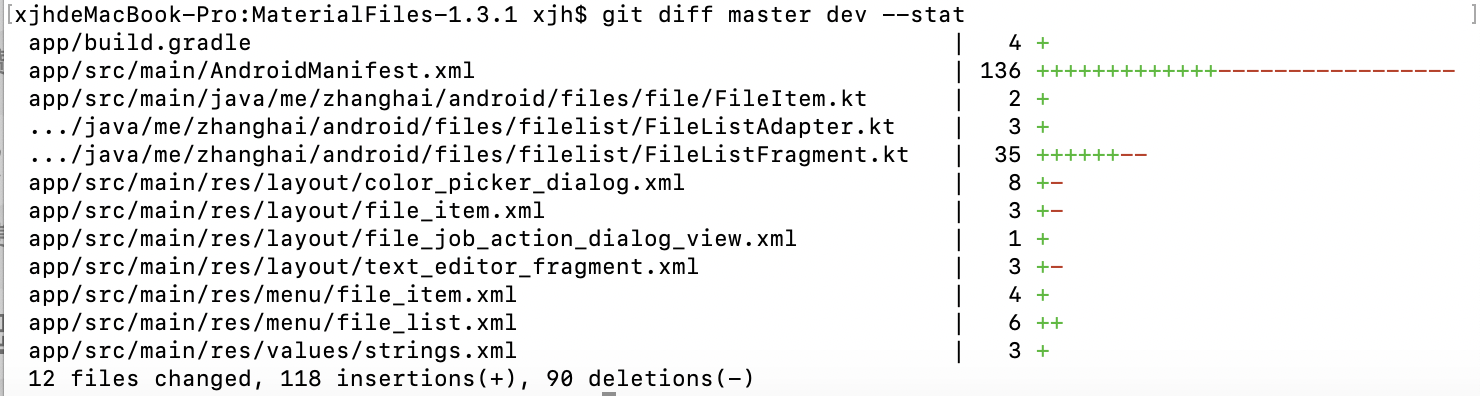 [xjhdeMacBook-Pro:MaterialFiles-1.3.1 xjh$ git diff master dev --stat ]
app/build.gradle | 4 +
app/src/main/AndroidManifest.xml | 136 +++++++++++++-----------------
app/src/main/java/me/zhanghai/android/files/file/FileItem.kt | 2 +
.../java/me/zhanghai/android/files/filelist/FileListAdapter.kt | 3 +
.../java/me/zhanghai/android/files/filelist/FileListFragment.kt | 35 ++++++--
app/src/main/res/layout/color_picker_dialog.xml | 8 +-
app/src/main/res/layout/file_item.xml | 3 +-
app/src/main/res/layout/file_job_action_dialog_view.xml | 1 +
app/src/main/res/layout/text_editor_fragment.xml | 3 +-
app/src/main/res/menu/file_item.xml | 4 +
app/src/main/res/menu/file_list.xml | 6 ++
app/src/main/res/values/strings.xml | 3 +
12 files changed, 118 insertions(+), 90 deletions(-)